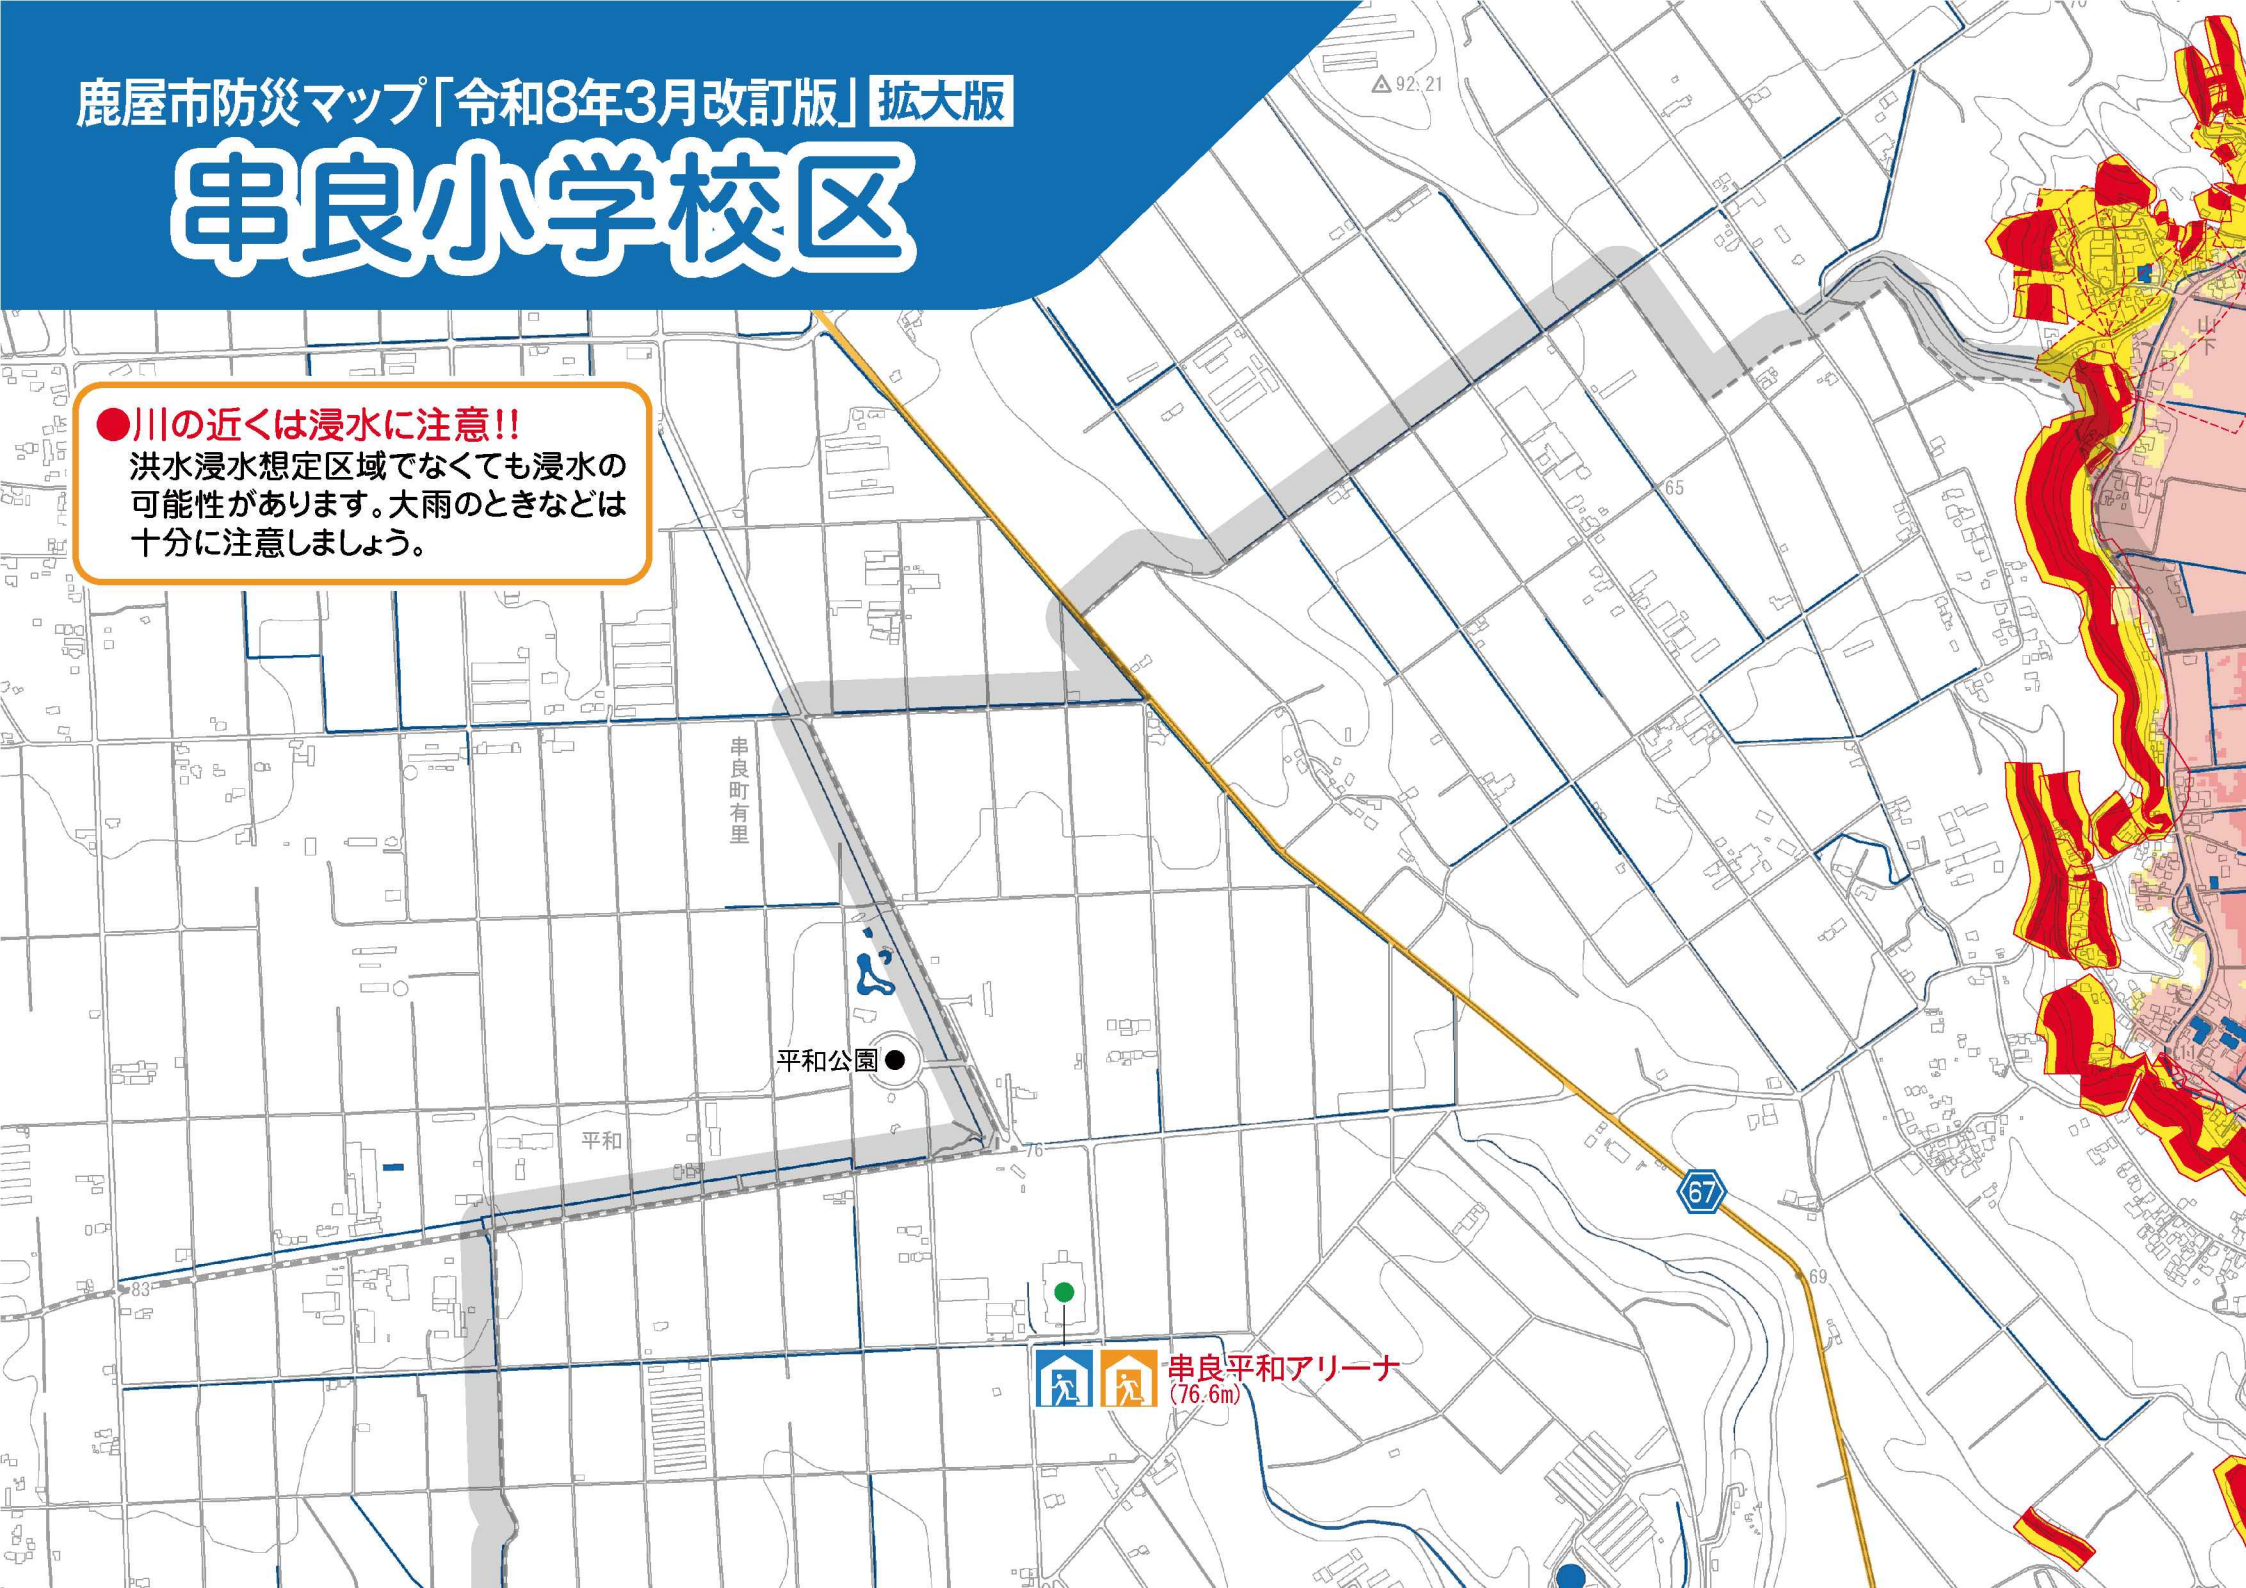 鹿屋市防災マップ「令和8年3月改訂版」 拡大版
串良小学校区
92.21
●川の近くは浸水に注意!!
洪水浸水想定区域でなくても浸水の
可能性があります。大雨のときなどは
十分に注意しましょう。
山下
65
串良町有里
平和公園
平和
76
67
83
69
串良平和アリーナ
(76.6m)